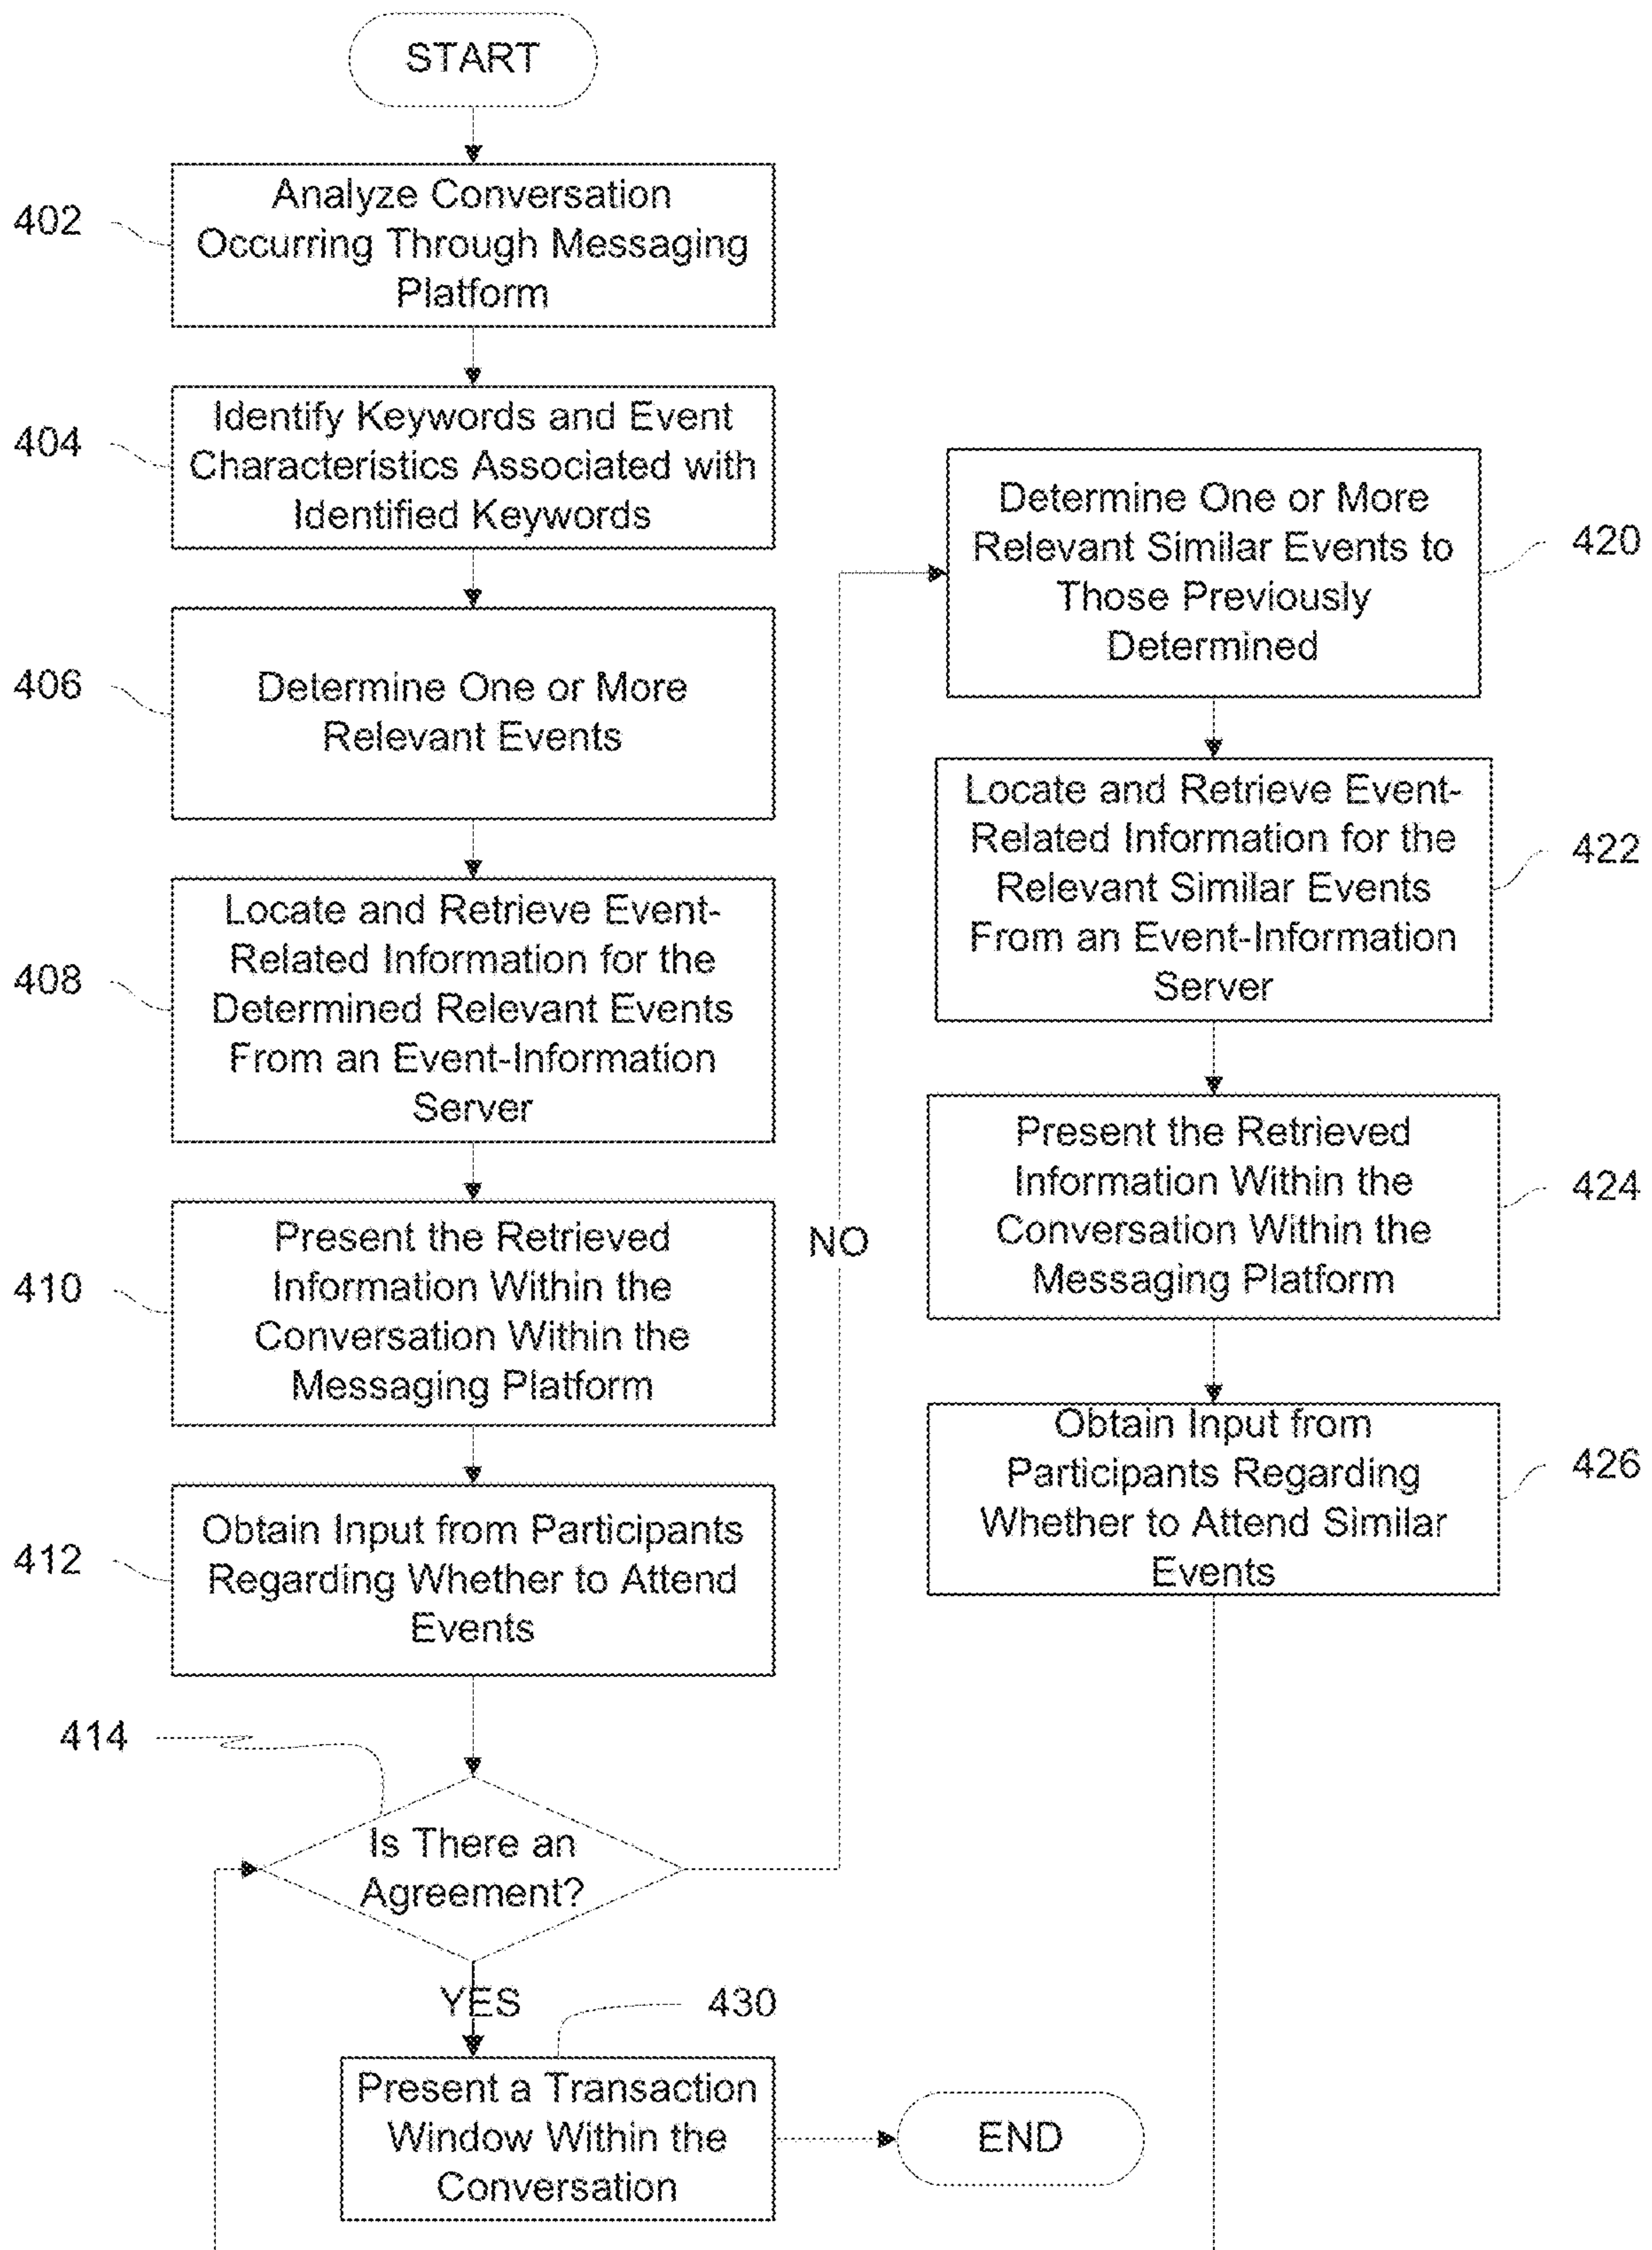 START
402
Analyze Conversation
Occurring Through Messaging
Platform
404
Identify Keywords and Event
Characteristics Associated with
Identified Keywords
406
Determine One or More
Relevant Events
408
Locate and Retrieve Event-
Related Information for the
Determined Relevant Events
From an Event-Information
Server
410
Present the Retrieved
Information Within the
Conversation Within the
Messaging Platform
412
Obtain Input from Participants
Regarding Whether to Attend
Events
414
Is There an
Agreement?
NO
YES
430
Present a Transaction
Window Within the
Conversation
END
Determine One or More
Relevant Similar Events to
Those Previously
Determined
420
Locate and Retrieve Event-
Related Information for the
Relevant Similar Events
From an Event-Information
Server
422
Present the Retrieved
Information Within the
Conversation Within the
Messaging Platform
424
Obtain Input from
Participants Regarding
Whether to Attend Similar
Events
426